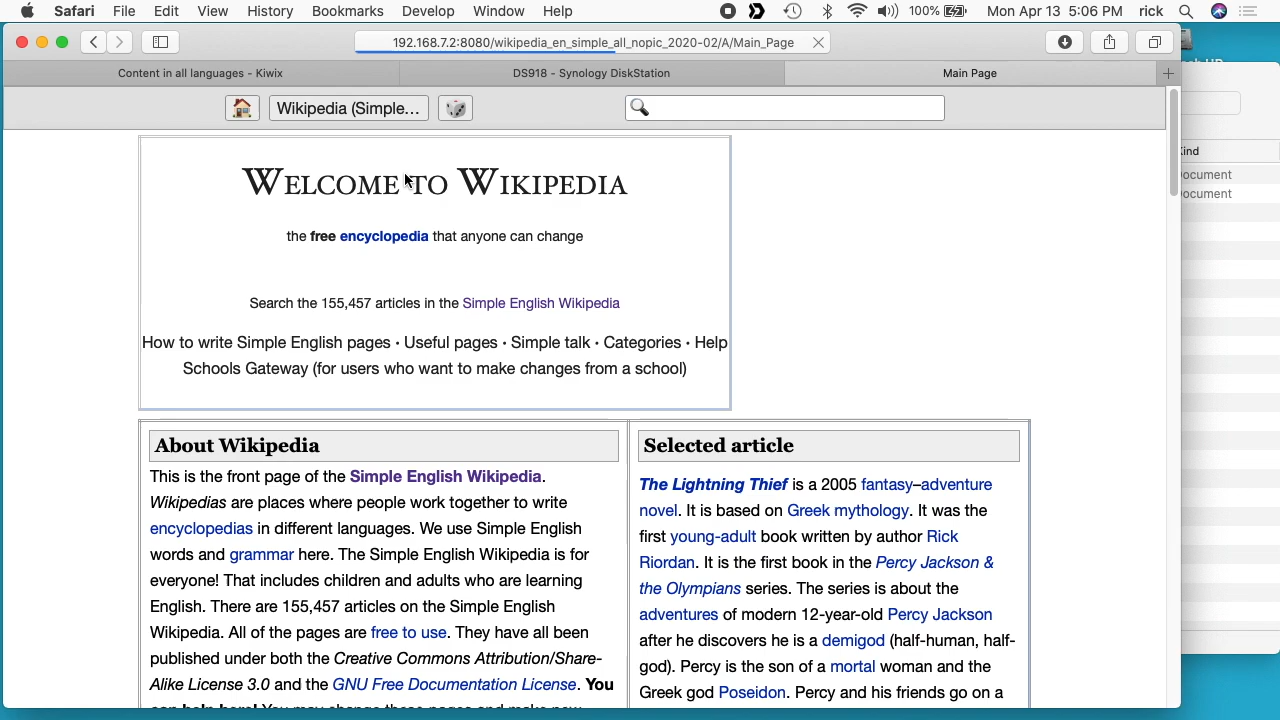 Safari File Edit View History Bookmarks Develop Window Help 100% Mon Apr 13 5:06 PM rick
192.168.7.2:8080/wikipedia_en_simple_all_nopic_2020-02/A/Main_Page
Content in all languages - Kiwix DS918 - Synology DiskStation Main Page
Wikipedia (Simple...
Welcome to Wikipedia
the free encyclopedia that anyone can change
Search the 155,457 articles in the Simple English Wikipedia
How to write Simple English pages • Useful pages • Simple talk • Categories • Help
Schools Gateway (for users who want to make changes from a school)
About Wikipedia
This is the front page of the Simple English Wikipedia.
Wikipedias are places where people work together to write
encyclopedias in different languages. We use Simple English
words and grammar here. The Simple English Wikipedia is for
everyone! That includes children and adults who are learning
English. There are 155,457 articles on the Simple English
Wikipedia. All of the pages are free to use. They have all been
published under both the Creative Commons Attribution/Share-
Alike License 3.0 and the GNU Free Documentation License. You
Selected article
The Lightning Thief is a 2005 fantasy–adventure
novel. It is based on Greek mythology. It was the
first young-adult book written by author Rick
Riordan. It is the first book in the Percy Jackson &
the Olympians series. The series is about the
adventures of modern 12-year-old Percy Jackson
after he discovers he is a demigod (half-human, half-
god). Percy is the son of a mortal woman and the
Greek god Poseidon. Percy and his friends go on a